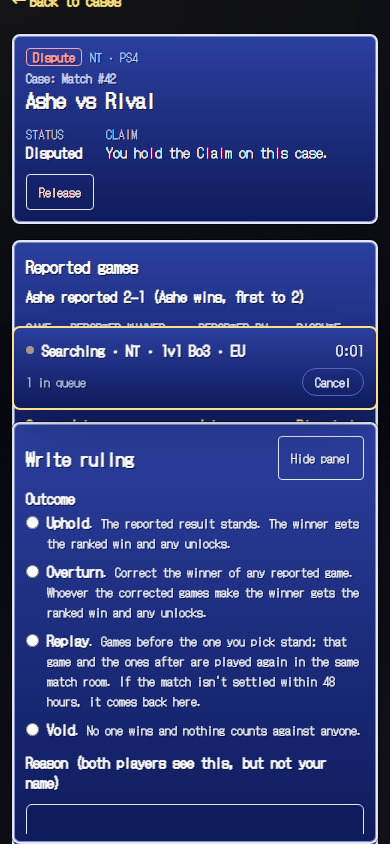 ← Back to cases
Dispute NT · PS4
Case: Match #42
Ashe vs Rival
STATUS CLAIM
Disputed You hold the Claim on this case.
Release
Reported games
Ashe reported 2-1 (Ashe wins, first to 2)
GAME REPORTED WINNER REPORTED BY DISPUTE
Searching · NT · 1v1 Bo3 · EU 0:01
1 in queue Cancel
Write ruling Hide panel
Outcome
Uphold. The reported result stands. The winner gets
the ranked win and any unlocks.
Overturn. Correct the winner of any reported game.
Whoever the corrected games make the winner gets the
ranked win and any unlocks.
Replay. Games before the one you pick stand; that
game and the ones after are played again in the same
match room. If the match isn't settled within 48
hours, it comes back here.
Void. No one wins and nothing counts against anyone.
Reason (both players see this, but not your
name)